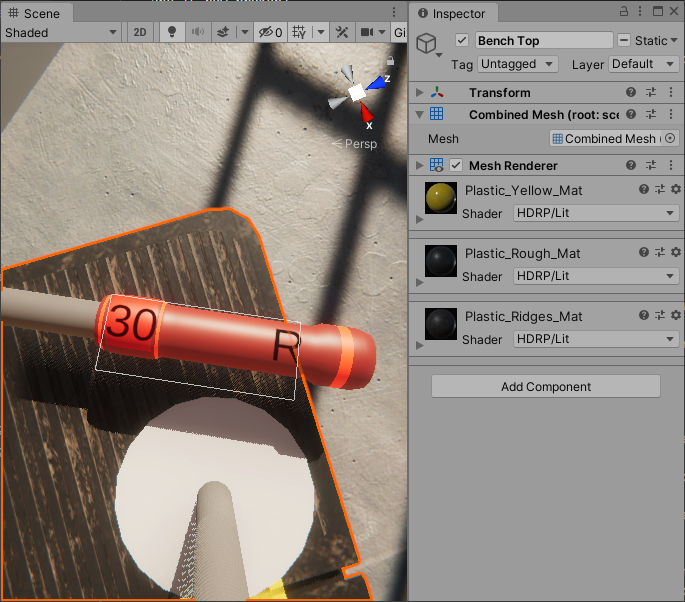 Scene
Inspector
Shaded
2D
0
Gi
z
x
Persp
30
R
Bench Top
Static
Tag Untagged Layer Default
Transform
Combined Mesh (root: sce
Mesh Combined Mesh (
Mesh Renderer
Plastic_Yellow_Mat
Shader HDRP/Lit
Plastic_Rough_Mat
Shader HDRP/Lit
Plastic_Ridges_Mat
Shader HDRP/Lit
Add Component